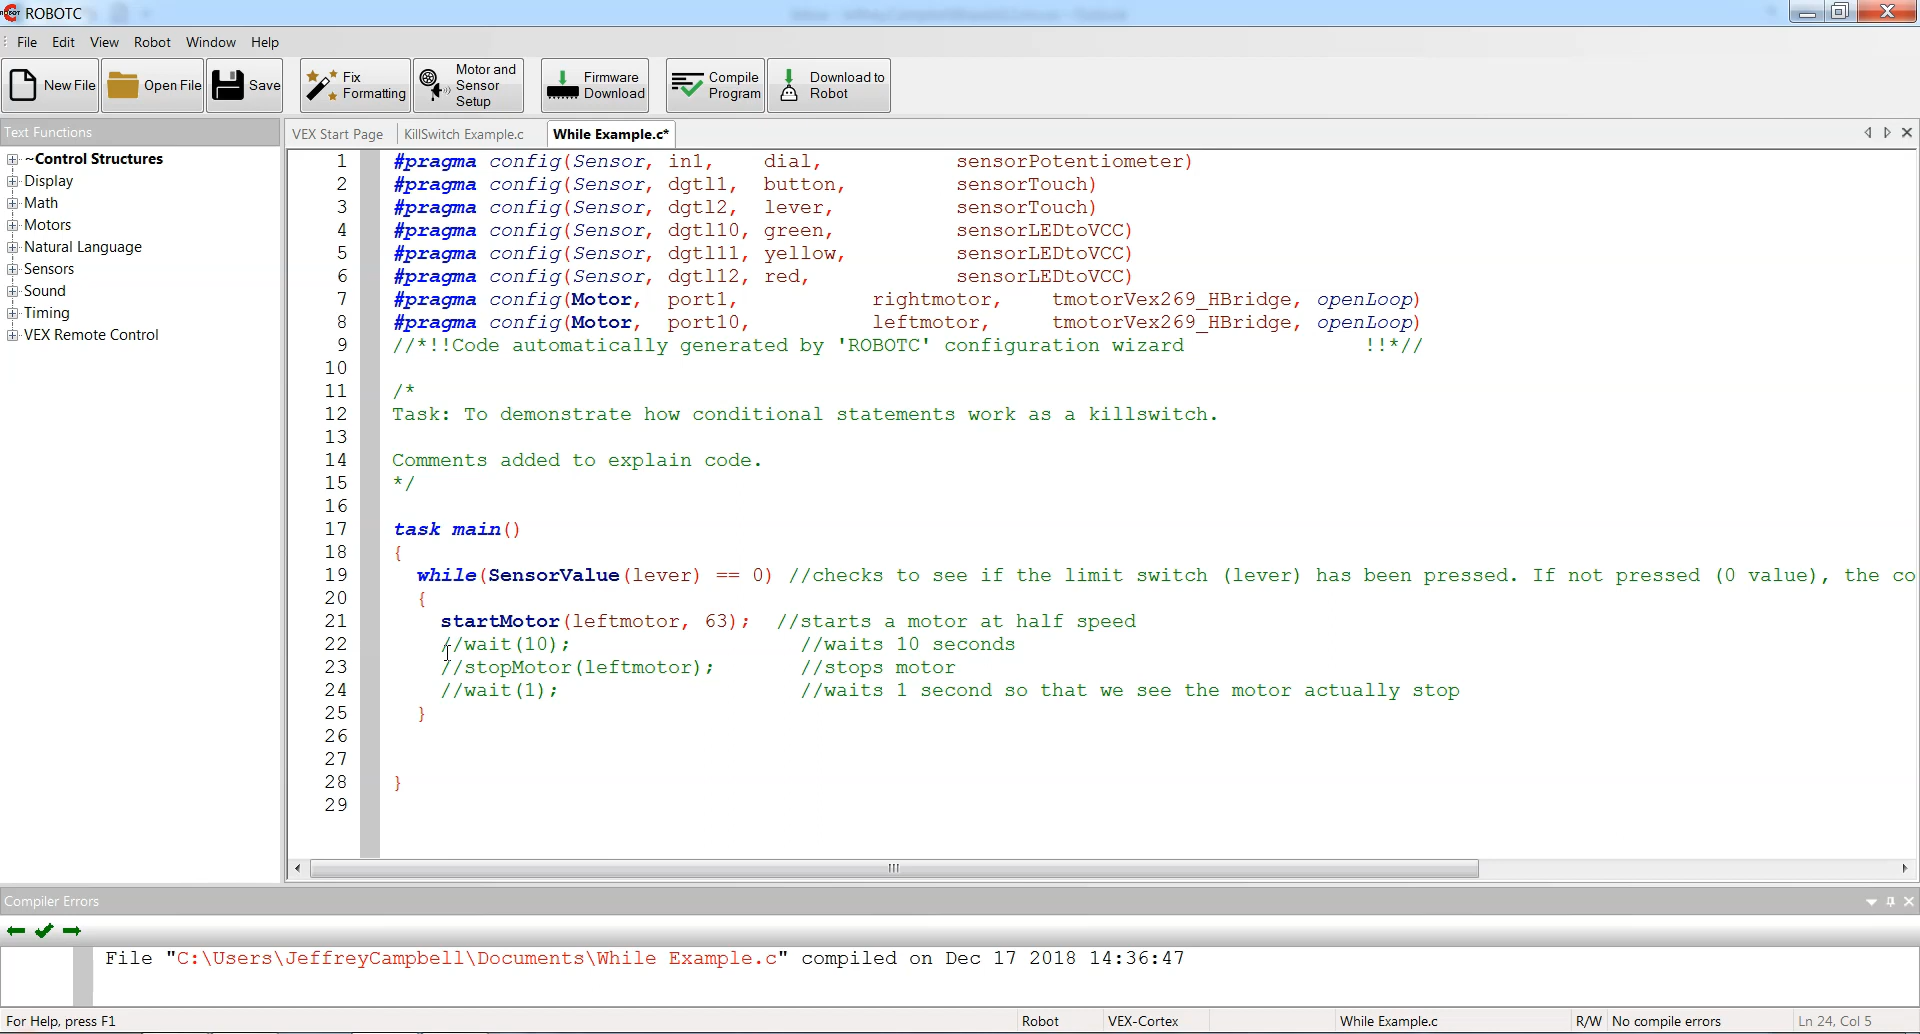 ROBOTC
File Edit View Robot Window Help
New File Open File Save Fix Formatting Motor and Sensor Setup Firmware Download Compile Program Download to Robot
Text Functions
~Control Structures
Display
Math
Motors
Natural Language
Sensors
Sound
Timing
VEX Remote Control
VEX Start Page KillSwitch Example.c While Example.c*
1 #pragma config(Sensor, in1, dial, sensorPotentiometer)
2 #pragma config(Sensor, dgtl1, button, sensorTouch)
3 #pragma config(Sensor, dgtl2, lever, sensorTouch)
4 #pragma config(Sensor, dgtl10, green, sensorLEDtoVCC)
5 #pragma config(Sensor, dgtl11, yellow, sensorLEDtoVCC)
6 #pragma config(Sensor, dgtl12, red, sensorLEDtoVCC)
7 #pragma config(Motor, port1, rightmotor, tmotorVex269_HBridge, openLoop)
8 #pragma config(Motor, port10, leftmotor, tmotorVex269_HBridge, openLoop)
9 //*!!Code automatically generated by 'ROBOTC' configuration wizard !!*//
10
11 /*
12 Task: To demonstrate how conditional statements work as a killswitch.
13
14 Comments added to explain code.
15 */
16
17 task main()
18 {
19 while(SensorValue(lever) == 0) //checks to see if the limit switch (lever) has been pressed. If not pressed (0 value), the co
20 {
21 startMotor(leftmotor, 63); //starts a motor at half speed
22 //wait(10); //waits 10 seconds
23 //stopMotor(leftmotor); //stops motor
24 //wait(1); //waits 1 second so that we see the motor actually stop
25 }
26
27
28 }
29
Compiler Errors
File "C:\Users\JeffreyCampbell\Documents\While Example.c" compiled on Dec 17 2018 14:36:47
For Help, press F1 Robot VEX-Cortex While Example.c R/W No compile errors Ln 24, Col 5